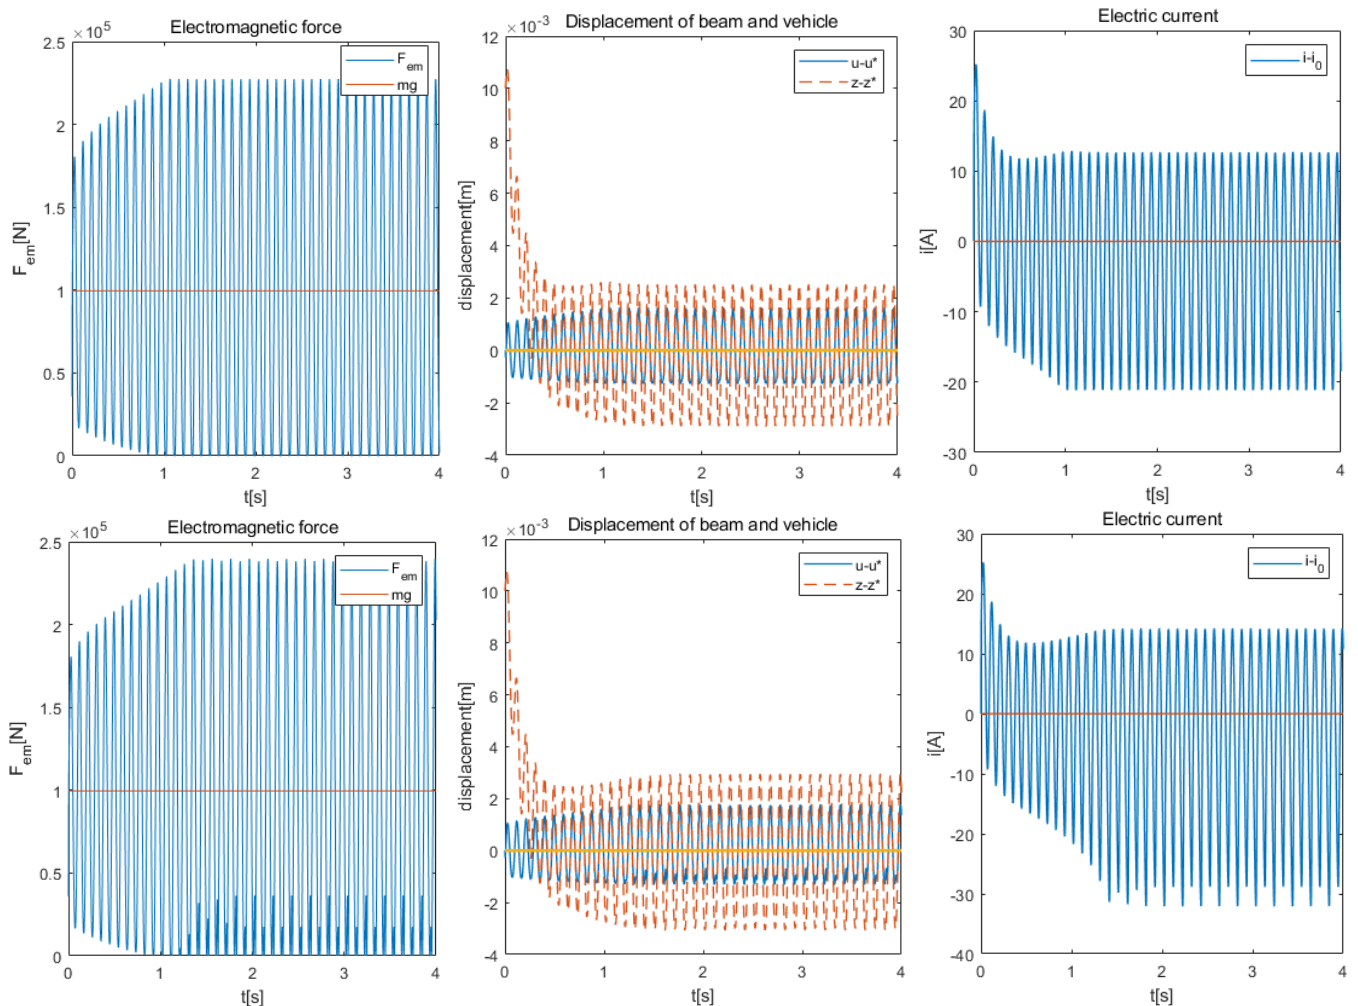 Electromagnetic force
×10^5
F_em
mg
2.5
2
1.5
1
0.5
0
F_em[N]
0 1 2 3 4
t[s]
Displacement of beam and vehicle
×10^-3
u-u*
z-z*
12
10
8
6
4
2
0
-2
-4
displacement[m]
0 1 2 3 4
t[s]
Electric current
i-i_0
30
20
10
0
-10
-20
-30
i[A]
0 1 2 3 4
t[s]
Electromagnetic force
×10^5
F_em
mg
2.5
2
1.5
1
0.5
0
F_em[N]
0 1 2 3 4
t[s]
Displacement of beam and vehicle
×10^-3
u-u*
z-z*
12
10
8
6
4
2
0
-2
-4
displacement[m]
0 1 2 3 4
t[s]
Electric current
i-i_0
30
20
10
0
-10
-20
-30
-40
i[A]
0 1 2 3 4
t[s]